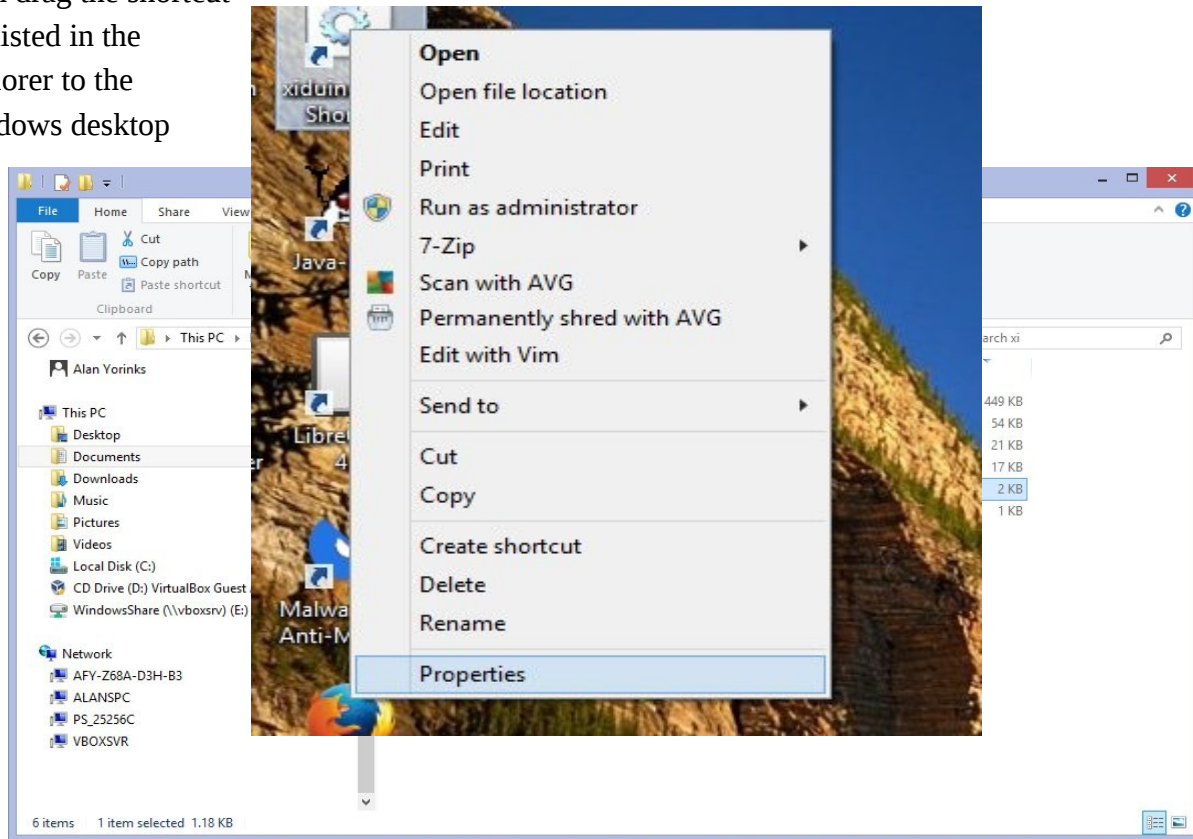 drag the shortcut
isted in the
orer to the
dows desktop
xiduin
Open
Open file location
Edit
Print
Run as administrator
7-Zip
Scan with AVG
Permanently shred with AVG
Edit with Vim
Send to
Cut
Copy
Create shortcut
Delete
Rename
Properties
Java-
Libre
4
Malwa
Anti-M
File Home Share View
Copy Paste
Cut
Copy path
Paste shortcut
Clipboard
This PC
arch xi
Alan Yorinks
This PC
Desktop
Documents
Downloads
Music
Pictures
Videos
Local Disk (C:)
CD Drive (D:) VirtualBox Guest
WindowsShare (\\vboxsrv) (E:)
Network
AFY-Z68A-D3H-B3
ALANSPC
PS_25256C
VBOXSVR
449 KB
54 KB
21 KB
17 KB
2 KB
1 KB
6 items 1 item selected 1.18 KB